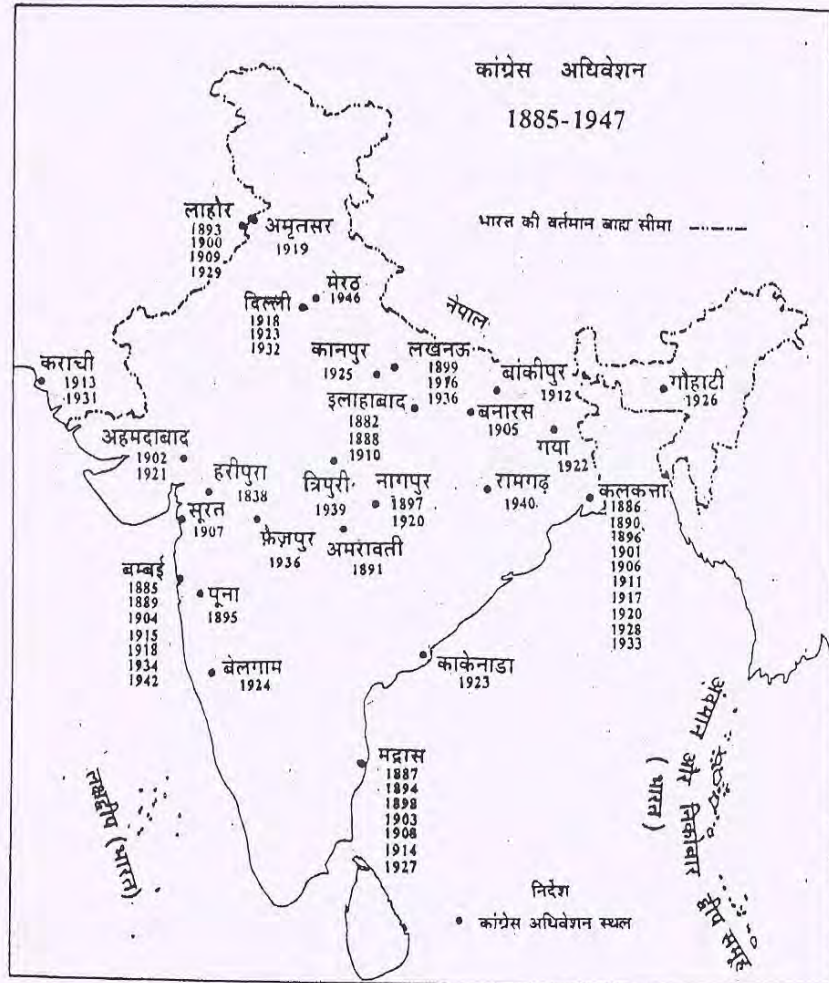 कांग्रेस अधिवेशन
1885-1947
भारत की वर्तमान बाह्य सीमा
लाहौर
1893
1900
1909
1929
अमृतसर
1919
मेरठ
1946
दिल्ली
1918
1923
1932
नेपाल
कराची
1913
1931
कानपुर
1925
लखनऊ
1899
1916
1936
बांकीपुर
1912
गौहाटी
1926
इलाहाबाद
1882
1888
1910
बनारस
1905
गया
1922
अहमदाबाद
1902
1921
हरीपुरा
1838
त्रिपुरी
1939
नागपुर
1897
1920
रामगढ़
1940
कलकत्ता
1886
1890
1896
1901
1906
1911
1917
1920
1928
1933
सूरत
1907
फ़ैज़पुर
1936
अमरावती
1891
बम्बई
1885
1889
1904
1915
1918
1934
1942
पूना
1895
बेलगाम
1924
काकेनाडा
1923
मद्रास
1887
1894
1898
1903
1908
1914
1927
लक्षद्वीप (भारत)
अंदमान और निकोबार
(भारत)
द्वीप समूह
निर्देश
कांग्रेस अधिवेशन स्थल